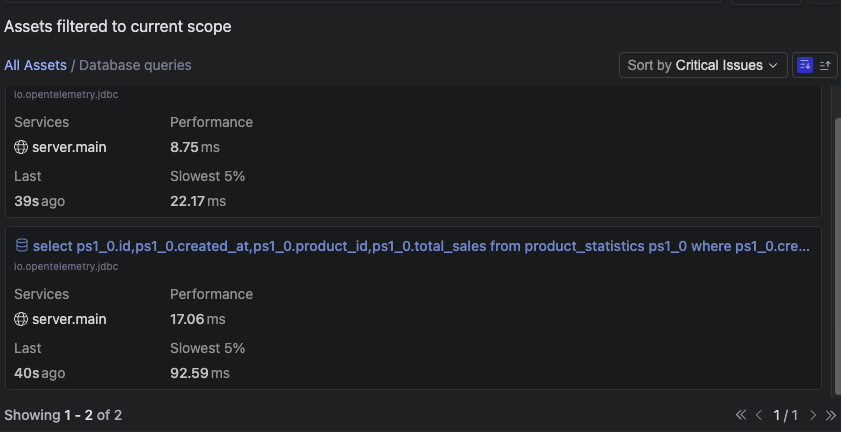 Assets filtered to current scope
All Assets / Database queries
Sort by Critical Issues
io.opentelemetry.jdbc
Services Performance
server.main 8.75 ms
Last Slowest 5%
39s ago 22.17 ms
select ps1_0.id,ps1_0.created_at,ps1_0.product_id,ps1_0.total_sales from product_statistics ps1_0 where ps1_0.cre...
io.opentelemetry.jdbc
Services Performance
server.main 17.06 ms
Last Slowest 5%
40s ago 92.59 ms
Showing 1 - 2 of 2
1 / 1